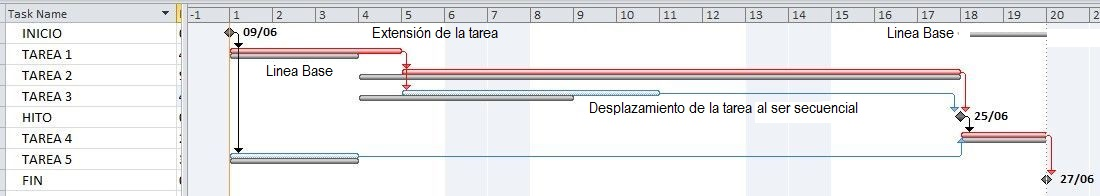 Task Name
-1 1 2 3 4 5 6 7 8 9 10 11 12 13 14 15 16 17 18 19 20 21
INICIO 09/06 Extensión de la tarea Linea Base
TAREA 1
TAREA 2 Linea Base
TAREA 3 Desplazamiento de la tarea al ser secuencial
HITO 25/06
TAREA 4
TAREA 5
FIN 27/06